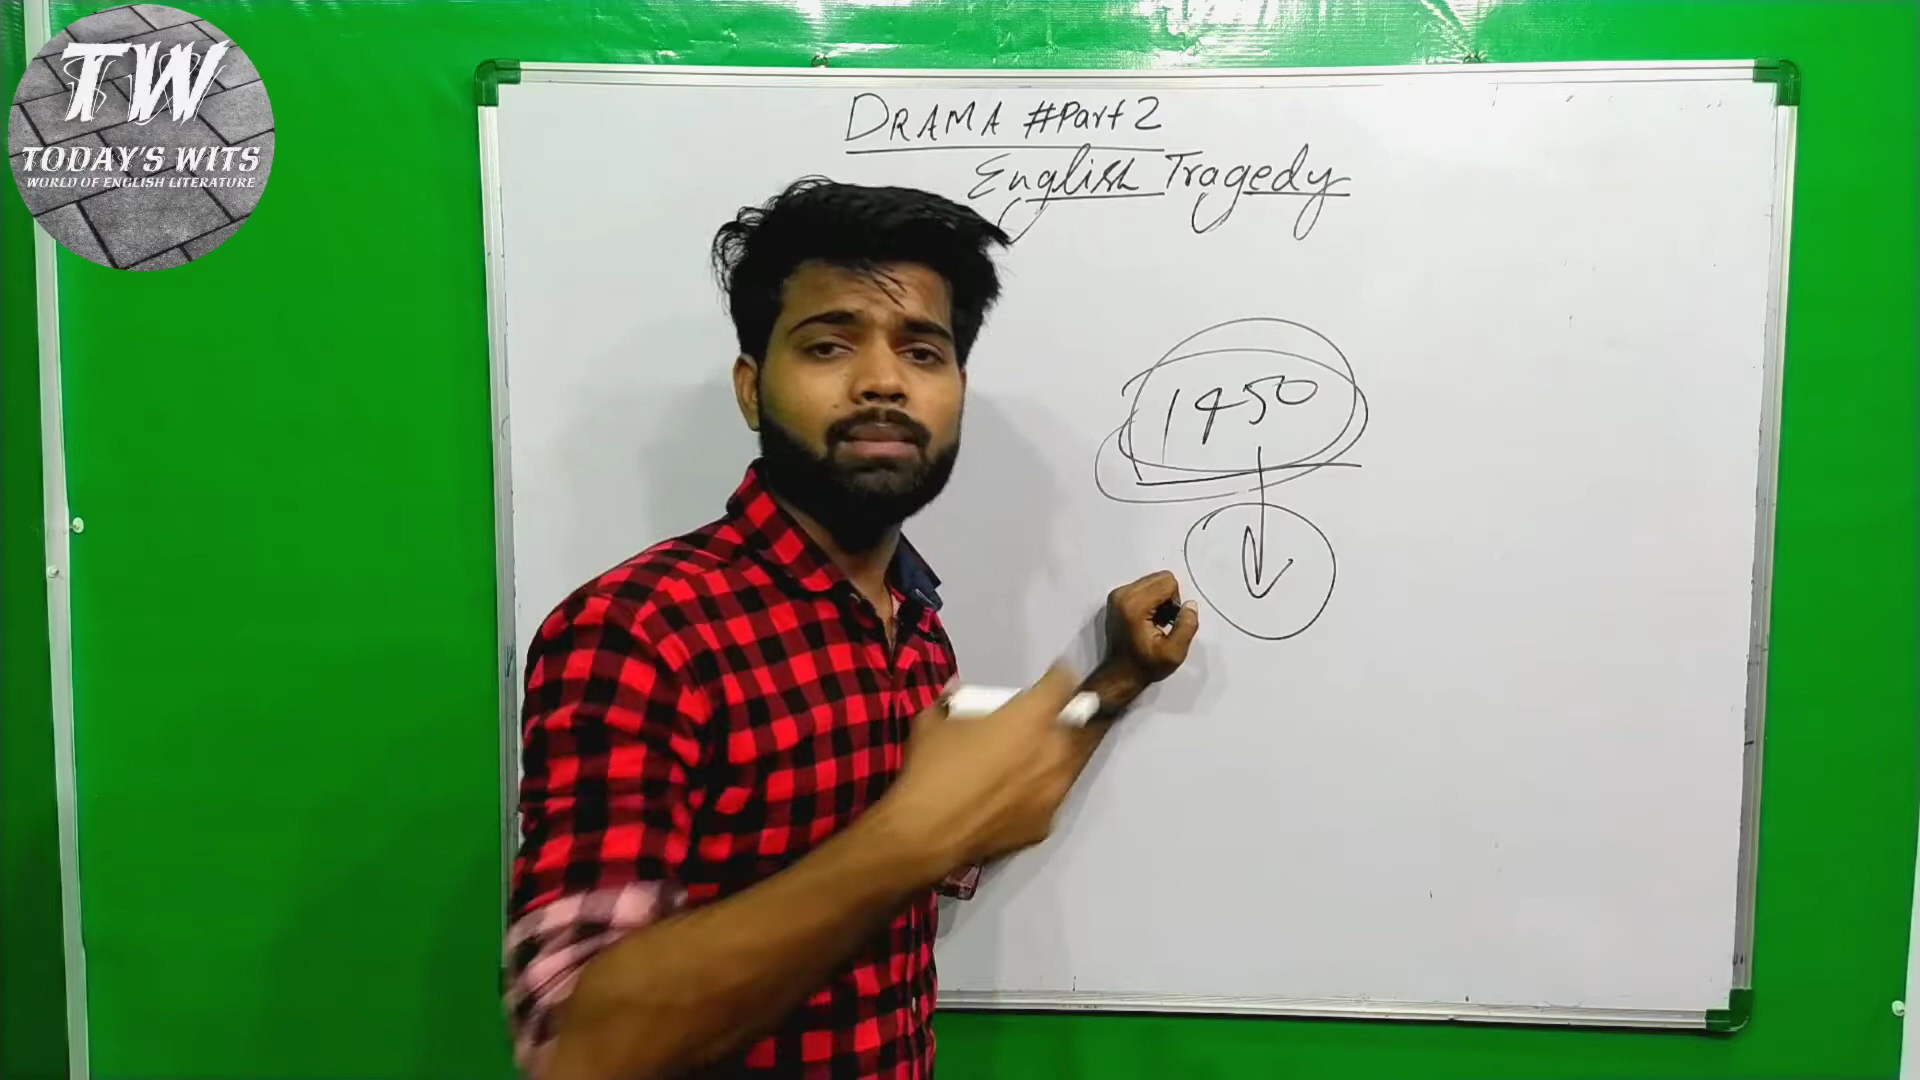 TW
TODAY'S WITS
WORLD OF ENGLISH LITERATURE
DRAMA #Part 2
English Tragedy
1450